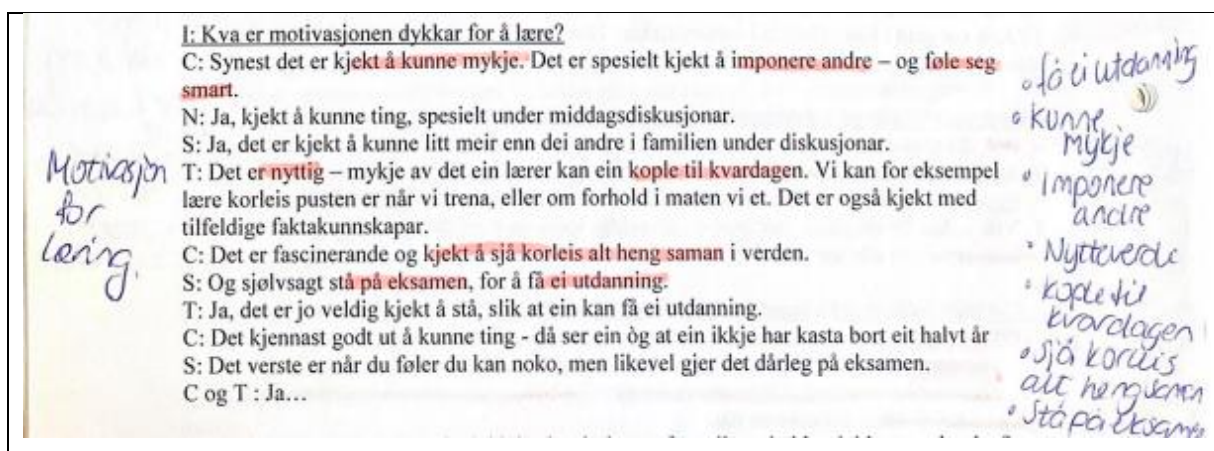 I: Kva er motivasjonen dykkar for å lære?
C: Synest det er kjekt å kunne mykje. Det er spesielt kjekt å imponere andre – og føle seg
smart.
N: Ja, kjekt å kunne ting, spesielt under middagsdiskusjonar.
S: Ja, det er kjekt å kunne litt meir enn dei andre i familien under diskusjonar.
T: Det er nyttig – mykje av det ein lærer kan ein kople til kvardagen. Vi kan for eksempel
lære korleis pusten er når vi trena, eller om forhold i maten vi et. Det er også kjekt med
tilfeldige faktakunnskapar.
C: Det er fascinerande og kjekt å sjå korleis alt heng saman i verden.
S: Og sjølvsagt stå på eksamen, for å få ei utdanning.
T: Ja, det er jo veldig kjekt å stå, slik at ein kan få ei utdanning.
C: Det kjennast godt ut å kunne ting - då ser ein òg at ein ikkje har kasta bort eit halvt år
S: Det verste er når du føler du kan noko, men likevel gjer det dårleg på eksamen.
C og T : Ja…
Motivasjon
for
læring.
• få ei utdanning
• kunne
mykje
• Imponere
andre
• Nytteverdi
• kople til
kvardagen
• sjå korleis
alt heng saman
• stå på eksamen